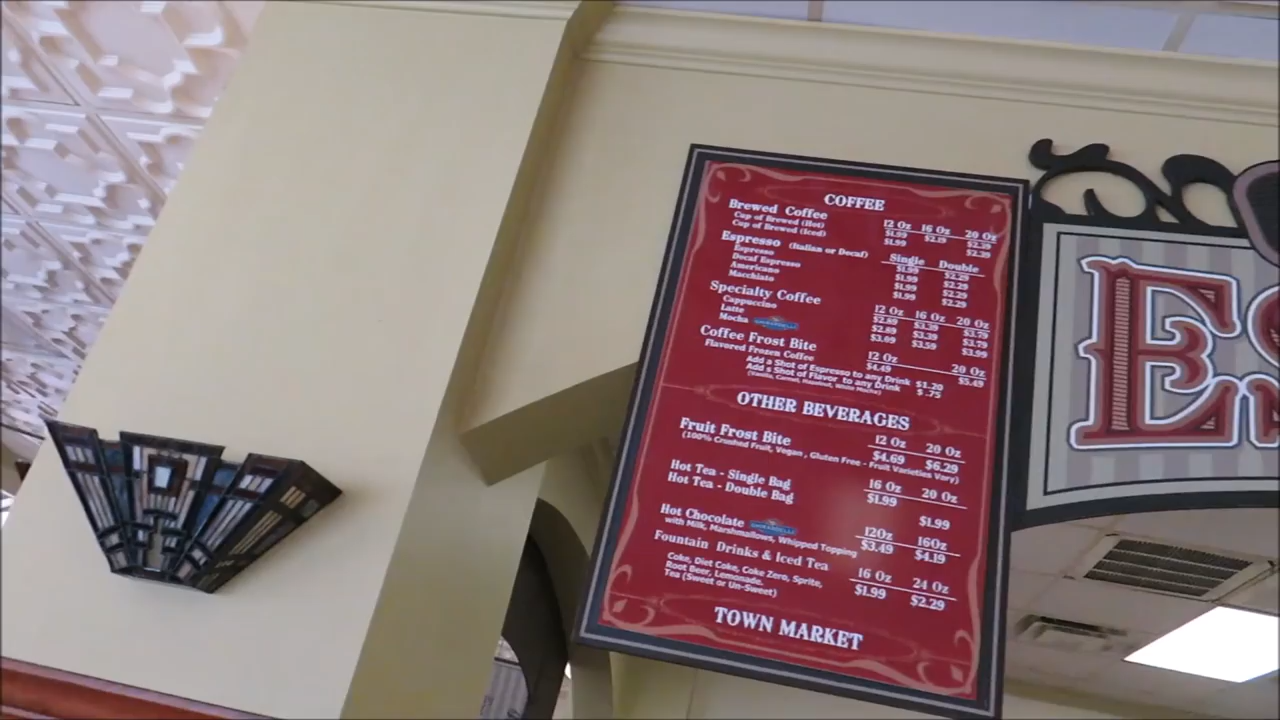 COFFEE
Brewed Coffee 12 Oz 16 Oz 20 Oz
Cup of Brewed (Hot) $1.99 $2.19 $2.39
Cup of Brewed (Iced) $1.99 $2.39
Espresso (Italian or Decaf) Single Double
Espresso $1.99 $2.29
Decaf Espresso $1.99 $2.29
Americano $1.99 $2.29
Macchiato $1.99 $2.29
Specialty Coffee 12 Oz 16 Oz 20 Oz
Cappuccino $2.89 $3.39 $3.79
Latte $2.89 $3.39 $3.79
Mocha GHIRARDELLI $3.09 $3.59 $3.99
Coffee Frost Bite 12 Oz 20 Oz
Flavored Frozen Coffee $4.49 $5.49
Add a Shot of Espresso to any Drink $1.20
Add s Shot of Flavor to any Drink $ .75
(Vanilla, Carmel, Hazelnut, White Mocha)
OTHER BEVERAGES
Fruit Frost Bite 12 Oz 20 Oz
$4.69 $6.29
(100% Crushed Fruit, Vegan , Gluten Free - Fruit Varieties Vary)
16 Oz 20 Oz
Hot Tea - Single Bag $1.99
Hot Tea - Double Bag $1.99
Hot Chocolate GHIRARDELLI 12Oz 16Oz
with Milk, Marshmallows, Whipped Topping $3.49 $4.19
Fountain Drinks & Iced Tea 16 Oz 24 Oz
Coke, Diet Coke, Coke Zero, Sprite, $1.99 $2.29
Root Beer, Lemonade.
Tea (Sweet or Un-Sweet)
TOWN MARKET
ES